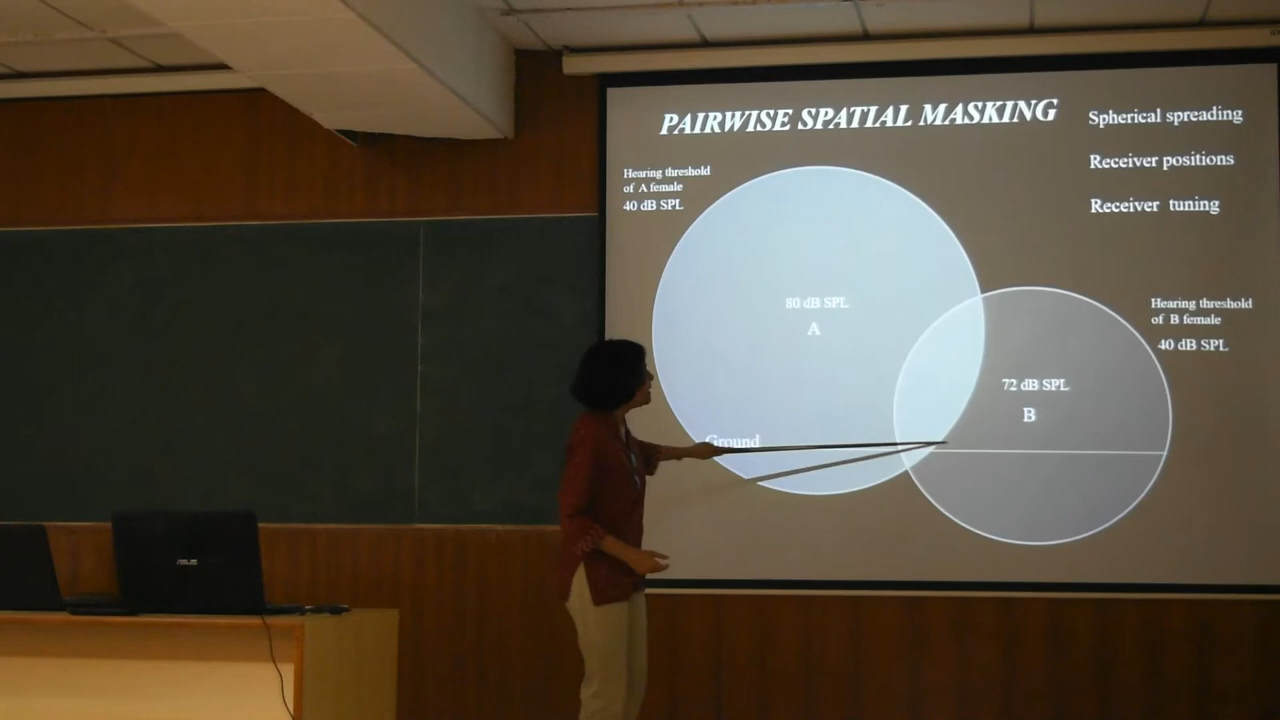 PAIRWISE SPATIAL MASKING
Spherical spreading
Receiver positions
Receiver tuning
Hearing threshold
of A female
40 dB SPL
80 dB SPL
A
Hearing threshold
of B female
40 dB SPL
72 dB SPL
B
Ground
ASUS